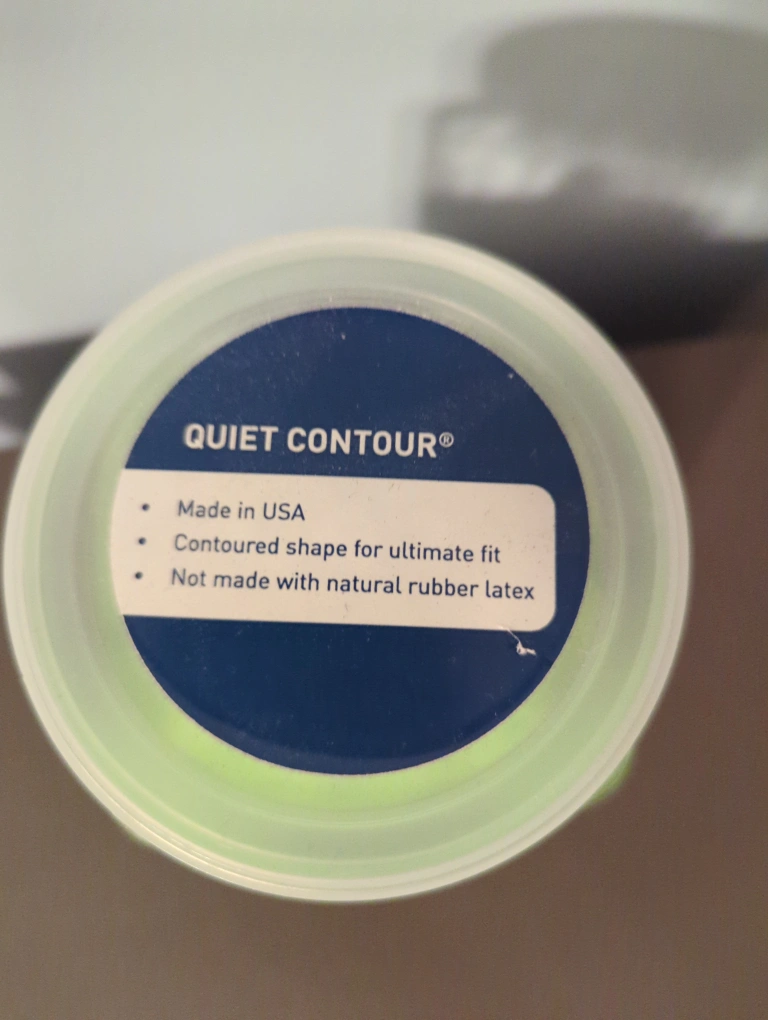 QUIET CONTOUR®
• Made in USA
• Contoured shape for ultimate fit
• Not made with natural rubber latex